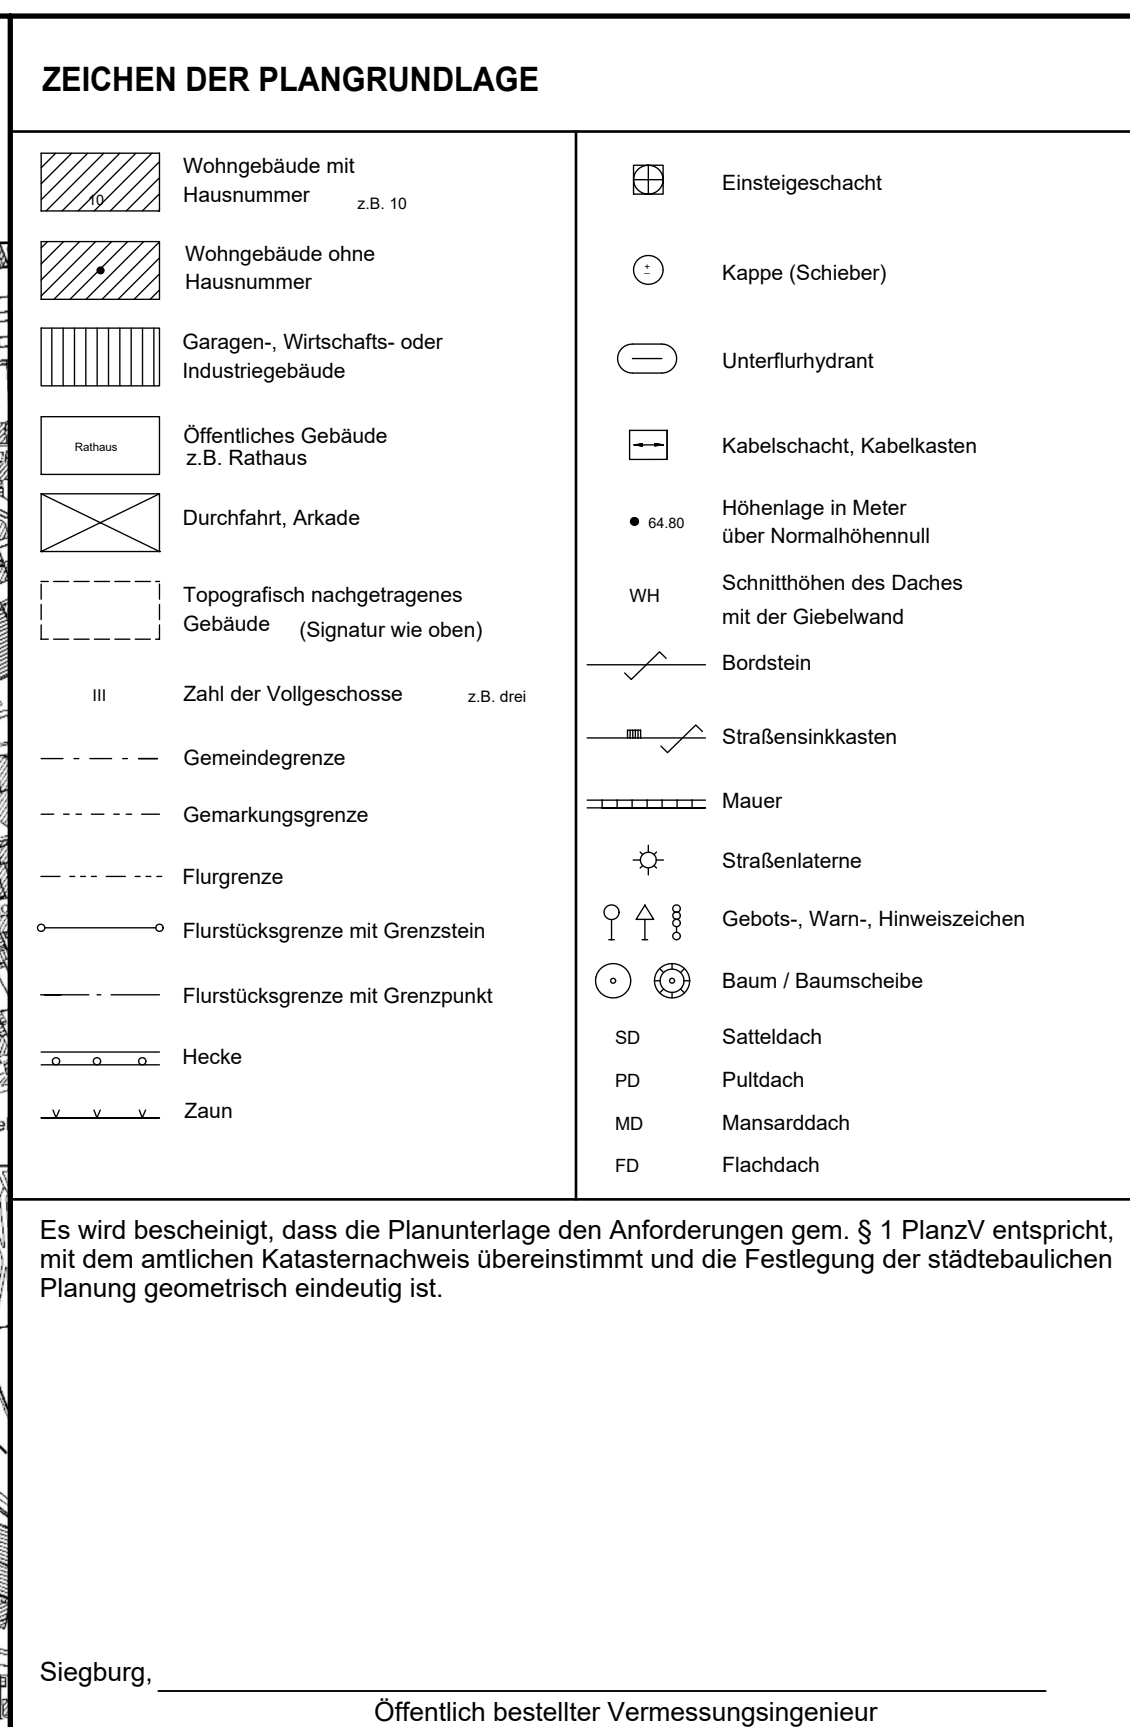 ZEICHEN DER PLANGRUNDLAGE
10
Wohngebäude mit
Hausnummer z.B. 10
Wohngebäude ohne
Hausnummer
Garagen-, Wirtschafts- oder
Industriegebäude
Rathaus
Öffentliches Gebäude
z.B. Rathaus
Durchfahrt, Arkade
Topografisch nachgetragenes
Gebäude (Signatur wie oben)
III Zahl der Vollgeschosse z.B. drei
Gemeindegrenze
Gemarkungsgrenze
Flurgrenze
Flurstücksgrenze mit Grenzstein
Flurstücksgrenze mit Grenzpunkt
Hecke
Zaun
Einsteigeschacht
Kappe (Schieber)
Unterflurhydrant
Kabelschacht, Kabelkasten
64.80 Höhenlage in Meter
über Normalhöhennull
WH Schnitthöhen des Daches
mit der Giebelwand
Bordstein
Straßensinkkasten
Mauer
Straßenlaterne
Gebots-, Warn-, Hinweiszeichen
Baum / Baumscheibe
SD Satteldach
PD Pultdach
MD Mansarddach
FD Flachdach
Es wird bescheinigt, dass die Planunterlage den Anforderungen gem. § 1 PlanzV entspricht,
mit dem amtlichen Katasternachweis übereinstimmt und die Festlegung der städtebaulichen
Planung geometrisch eindeutig ist.
Siegburg,
Öffentlich bestellter Vermessungsingenieur